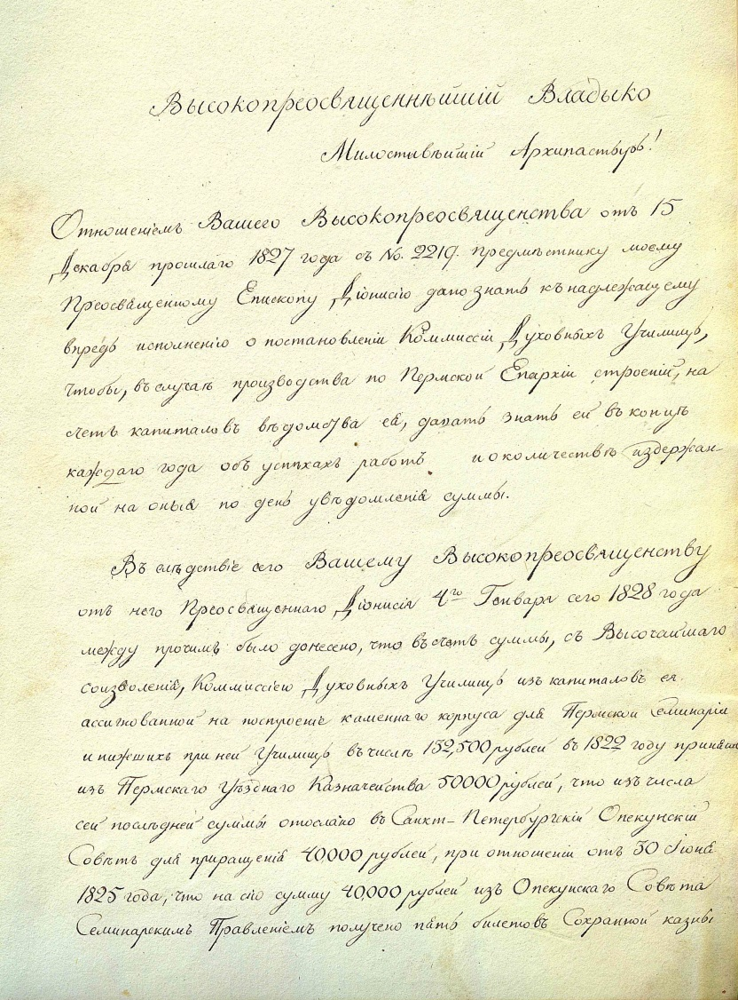 Высокопреосвященнѣйшій Владыко
Милостивѣйшій Архипастырь!
Отношеніемъ Вашего Высокопреосвященства отъ 15
Декабря прошлаго 1827 года съ No. 2219. предмѣстнику моему
Преосвященному Епископу Діонисію дано знать къ надлежащему
впредь исполненію о постановленіи Коммиссіи Духовныхъ Училищъ,
чтобы, въ случаѣ производства по Пермской Епархіи строеній, на
счетъ капиталовъ вѣдомства ея, давать знать ей въ концѣ
каждаго года объ успѣхахъ работъ и о количествѣ издержан-
ной на оныя по день увѣдомленія суммы.
Въ слѣдствіе сего Вашему Высокопреосвященству
отъ него Преосвященнаго Діонисія 4го Генваря сего 1828 года
между прочимъ было донесено, что въ счетъ суммы, съ Высочайшаго
соизволенія, Коммиссіею Духовныхъ Училищъ изъ капиталовъ ея
ассигнованной на построеніе каменнаго корпуса для Пермской Семинаріи
и нижнихъ при ней Училищъ въ числѣ 132,500 рублей въ 1822 году принято
изъ Пермскаго Уѣзднаго Казначейства 50000 рублей, что изъ числа
сей послѣдней суммы отослано въ Санкт-Петербургскій Опекунскій
Совѣтъ для приращенія 40,000 рублей, при отношеніи отъ 30 Іюня
1825 года, что на сію сумму 40,000 рублей изъ Опекунскаго Совѣта
Семинарскимъ Правленіемъ получено пять билетовъ Сохранной казны